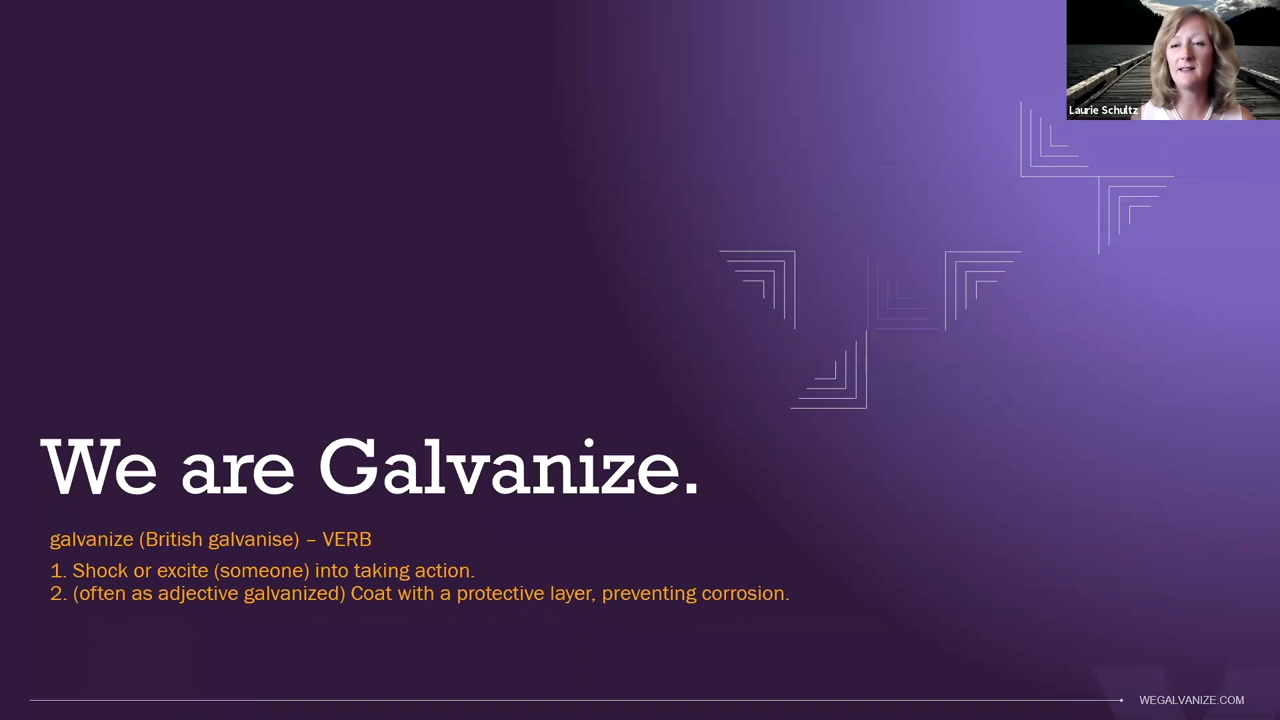 Laurie Schultz
We are Galvanize.
galvanize (British galvanise) – VERB
1. Shock or excite (someone) into taking action.
2. (often as adjective galvanized) Coat with a protective layer, preventing corrosion.
WEGALVANIZE.COM